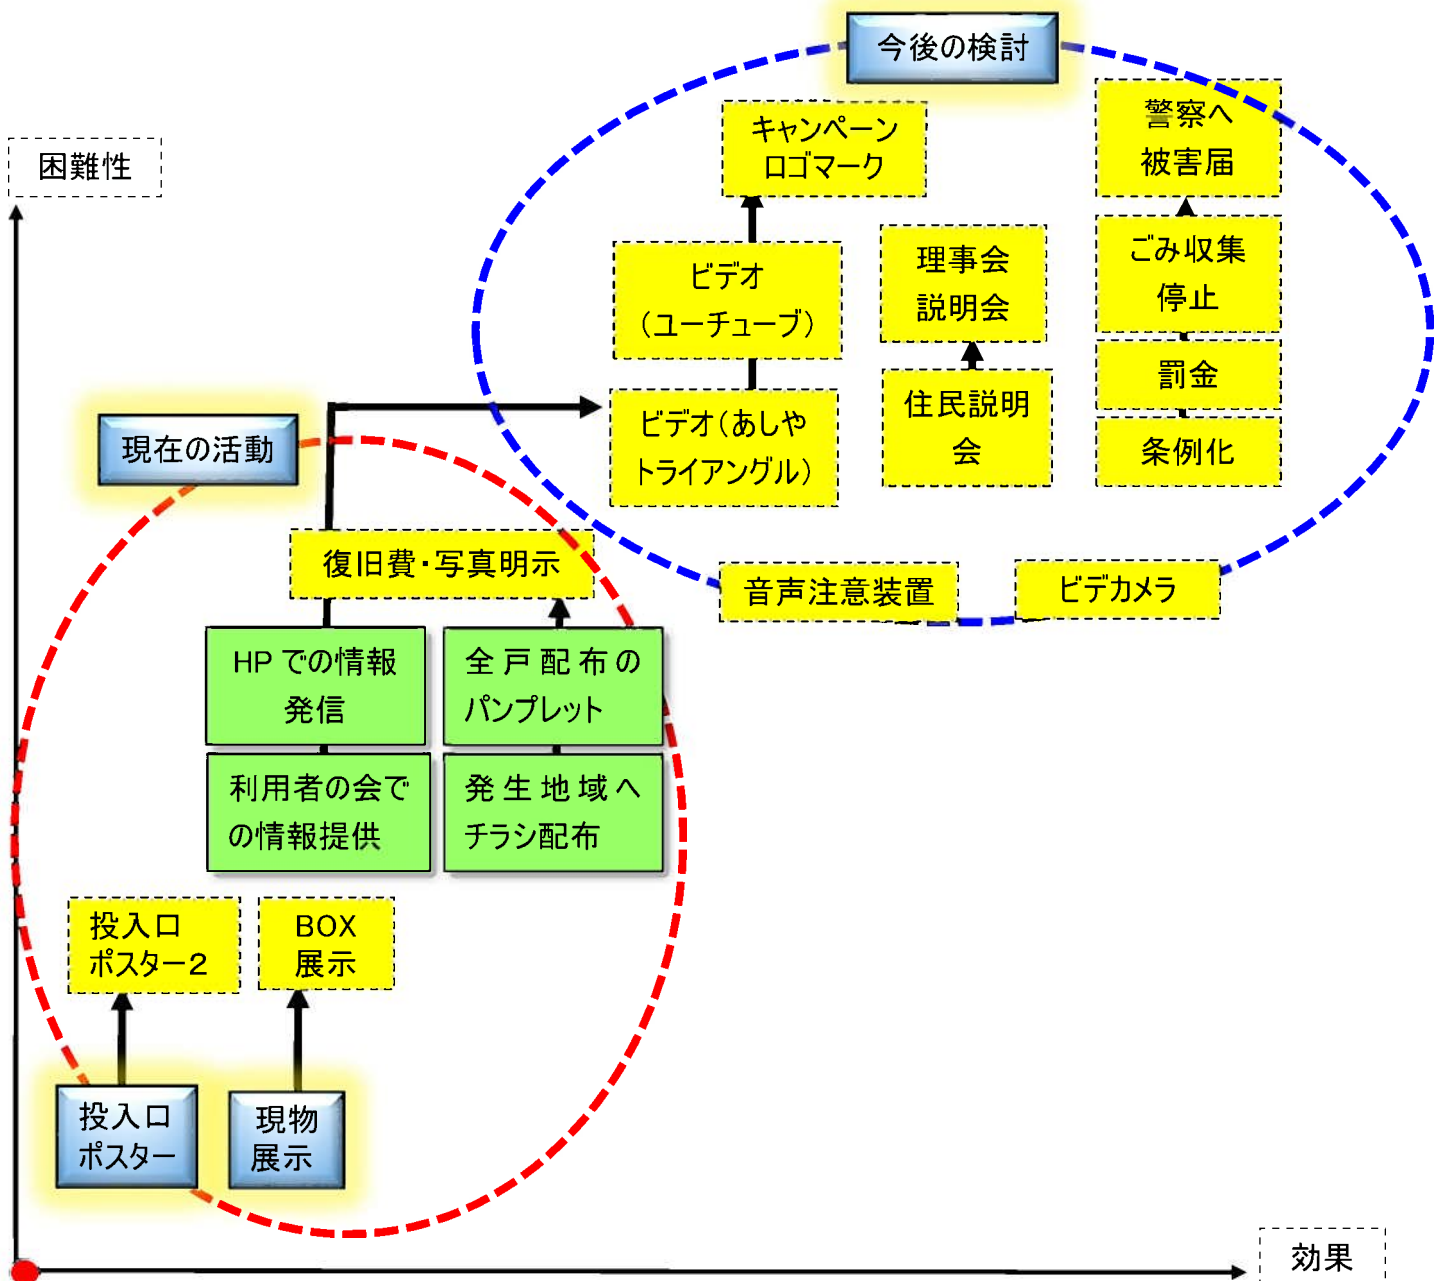 今後の検討
困難性
キャンペーン
ロゴマーク
警察へ
被害届
ビデオ
（ユーチューブ）
理事会
説明会
ごみ収集
停止
罰金
ビデオ（あしや
トライアングル）
住民説明
会
条例化
現在の活動
復旧費・写真明示
音声注意装置
ビデカメラ
HPでの情報
発信
全戸配布の
パンプレット
利用者の会で
の情報提供
発生地域へ
チラシ配布
投入口
ポスター２
BOX
展示
投入口
ポスター
現物
展示
効果